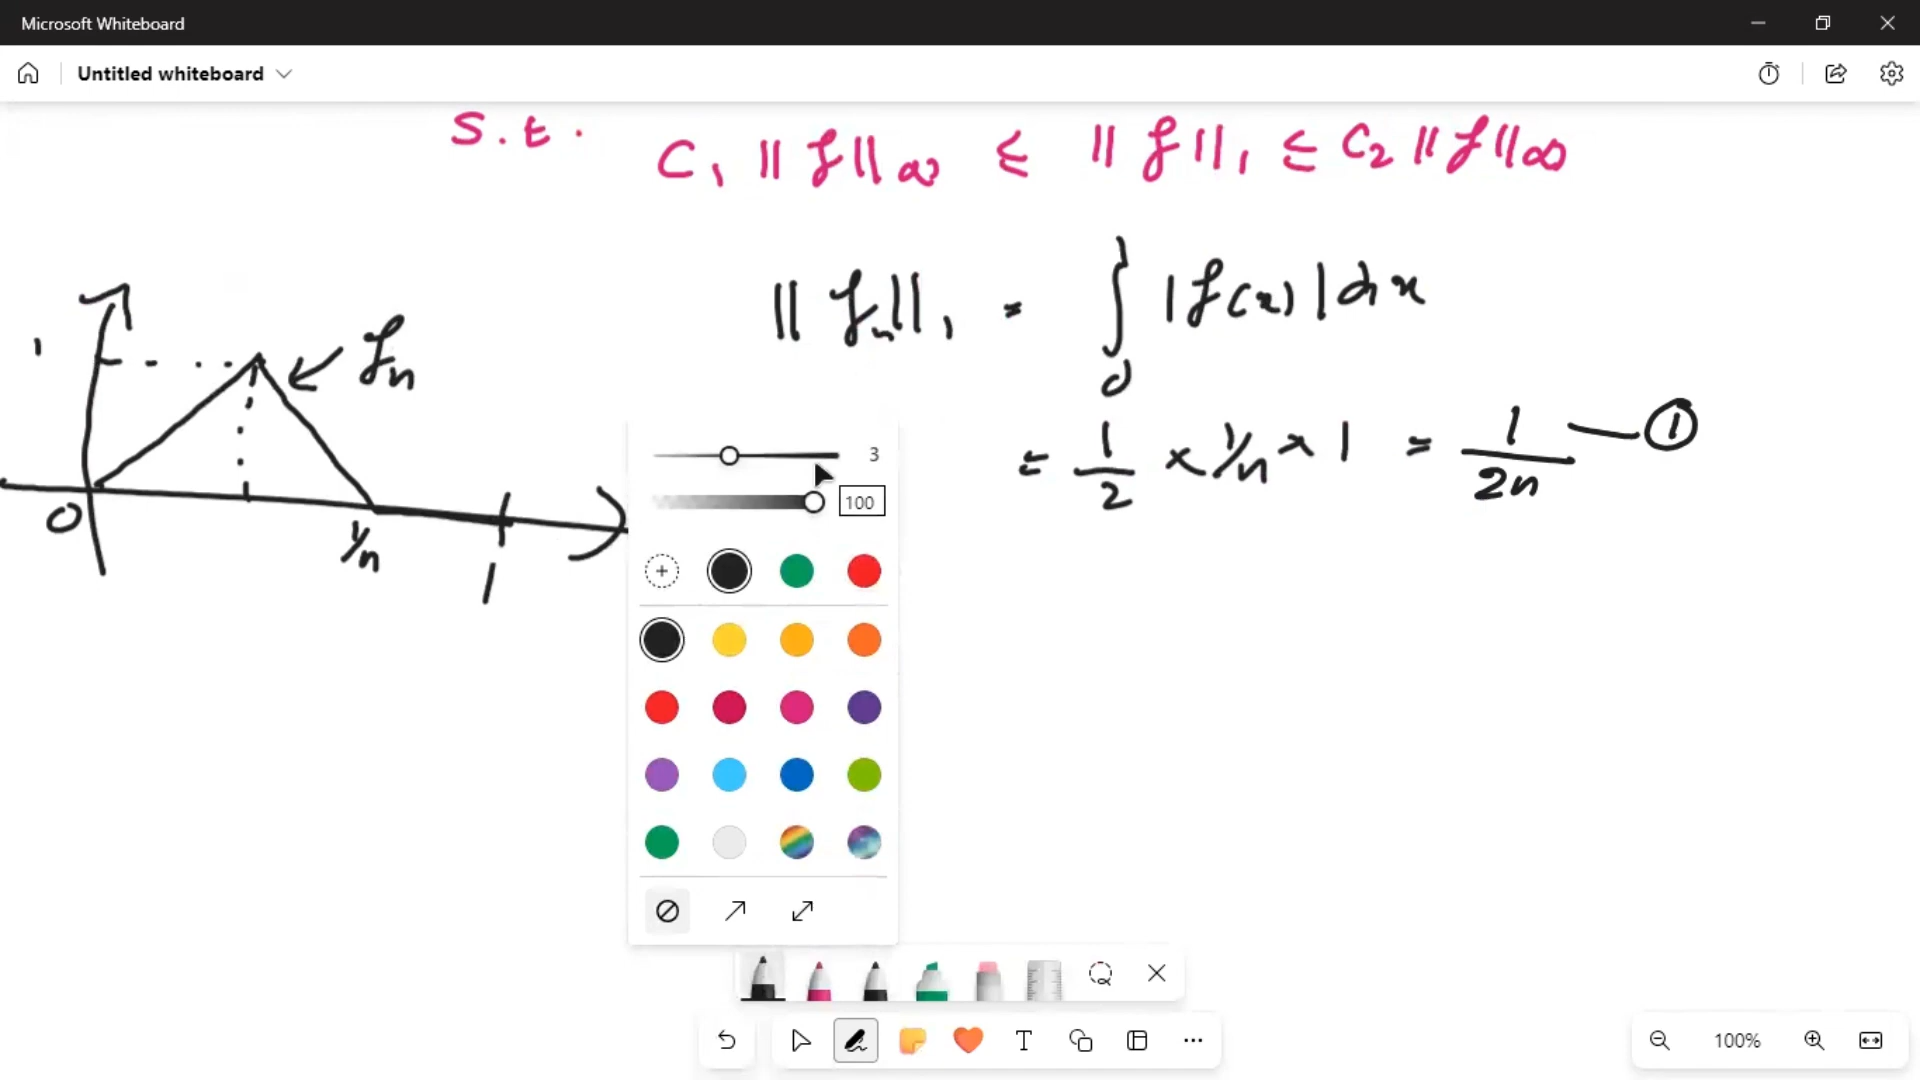 Microsoft Whiteboard
Untitled whiteboard
S.t. C₁ ||f||∞ ≤ ||f||₁ ≤ C₂ ||f||∞
||fₙ||₁ = ∫₀¹ |f(x)| dx
= 1/2 × 1/n × 1 = 1/2n — ①
1
fₙ
0
1/n
1
3
100
100%